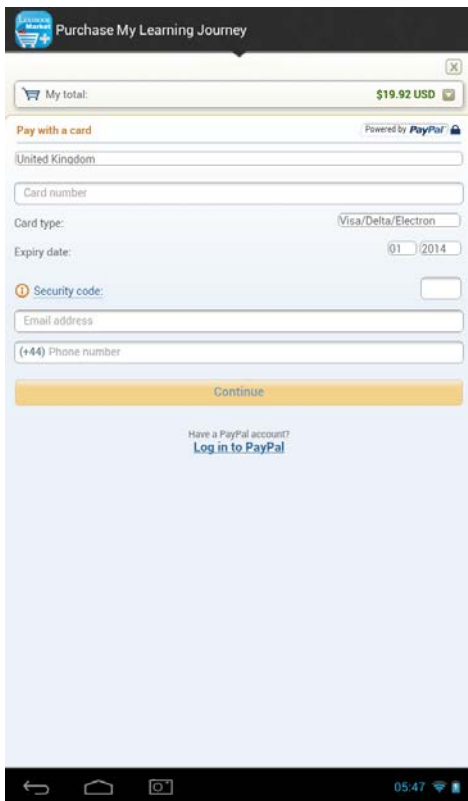 Lexibook
Market
Purchase My Learning Journey
X
My total: $19.92 USD
Pay with a card Powered by PayPal
United Kingdom
Card number
Card type: Visa/Delta/Electron
Expiry date: 01 2014
Security code:
Email address
(+44) Phone number
Continue
Have a PayPal account?
Log in to PayPal
05:47